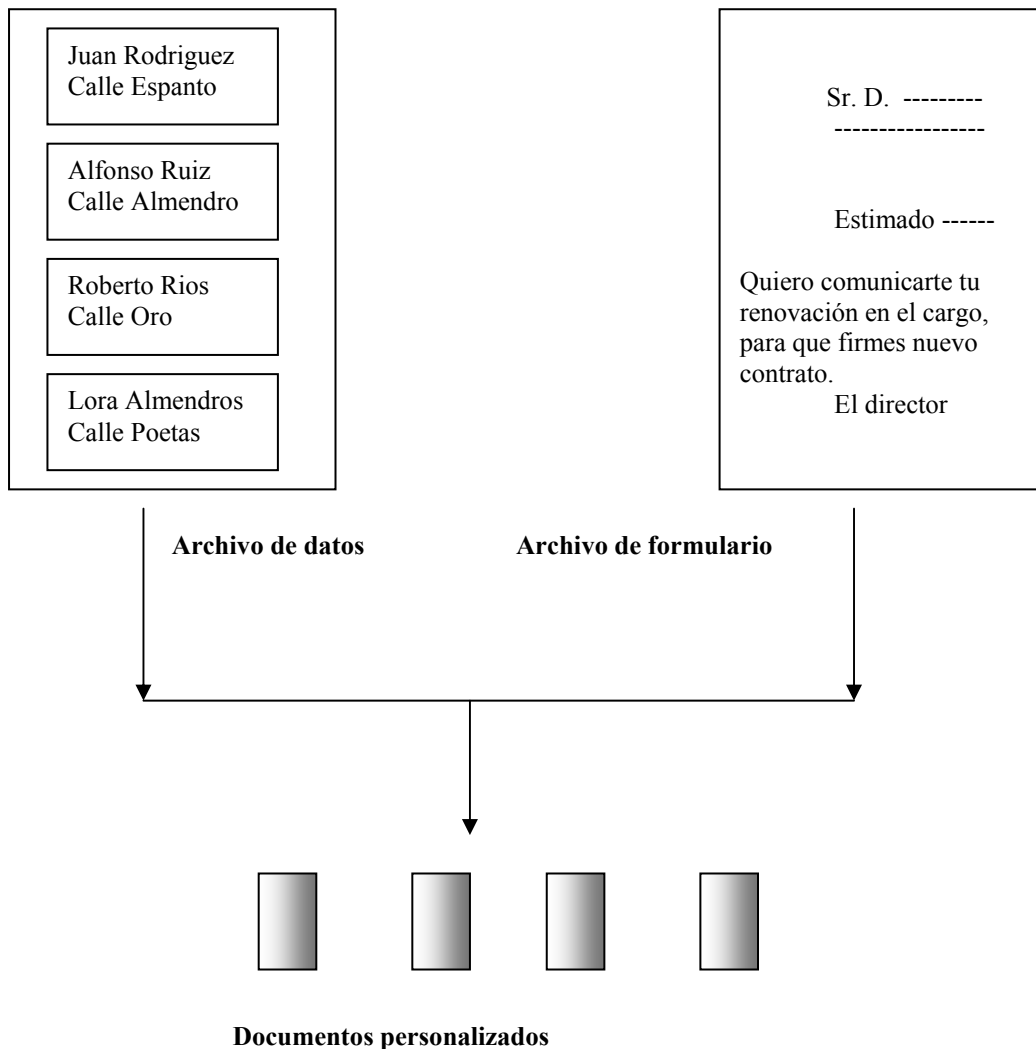 Juan Rodriguez
Calle Espanto
Alfonso Ruiz
Calle Almendro
Roberto Rios
Calle Oro
Lora Almendros
Calle Poetas
Sr. D. ---------
-----------------
Estimado ------
Quiero comunicarte tu
renovación en el cargo,
para que firmes nuevo
contrato.
El director
Archivo de datos
Archivo de formulario
Documentos personalizados